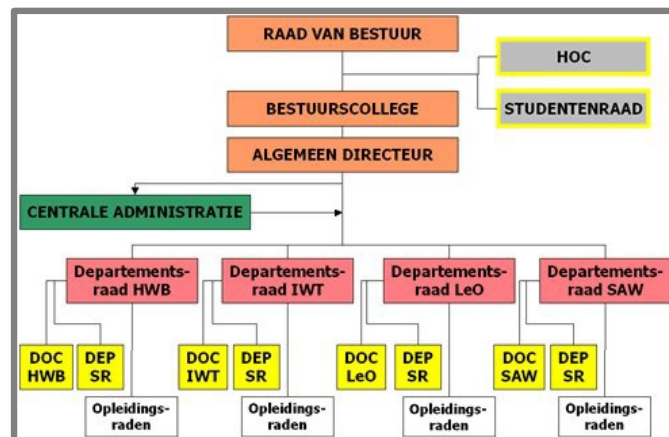 RAAD VAN BESTUUR
HOC
BESTUURSCOLLEGE
STUDENTENRAAD
ALGEMEEN DIRECTEUR
CENTRALE ADMINISTRATIE
Departements-
raad HWB
Departements-
raad IWT
Departements-
raad LeO
Departements-
raad SAW
DOC
HWB
DEP
SR
DOC
IWT
DEP
SR
DOC
LeO
DEP
SR
DOC
SAW
DEP
SR
Opleidings-
raden
Opleidings-
raden
Opleidings-
raden
Opleidings-
raden